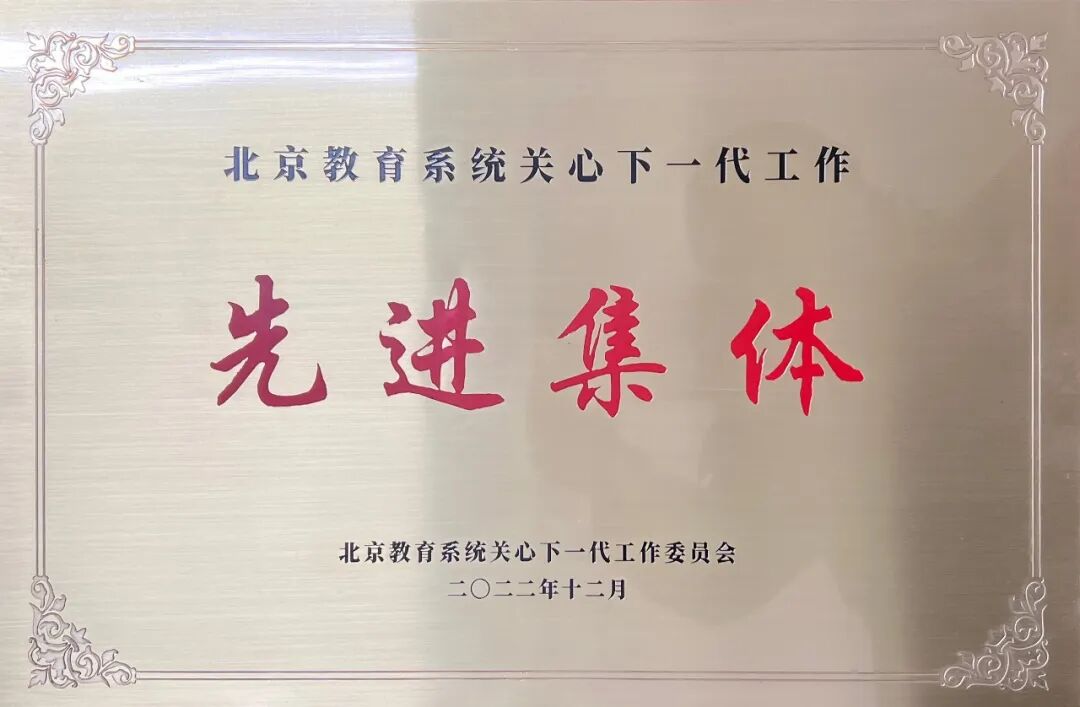 北京教育系统关心下一代工作
先进集体
北京教育系统关心下一代工作委员会
二〇二二年十二月